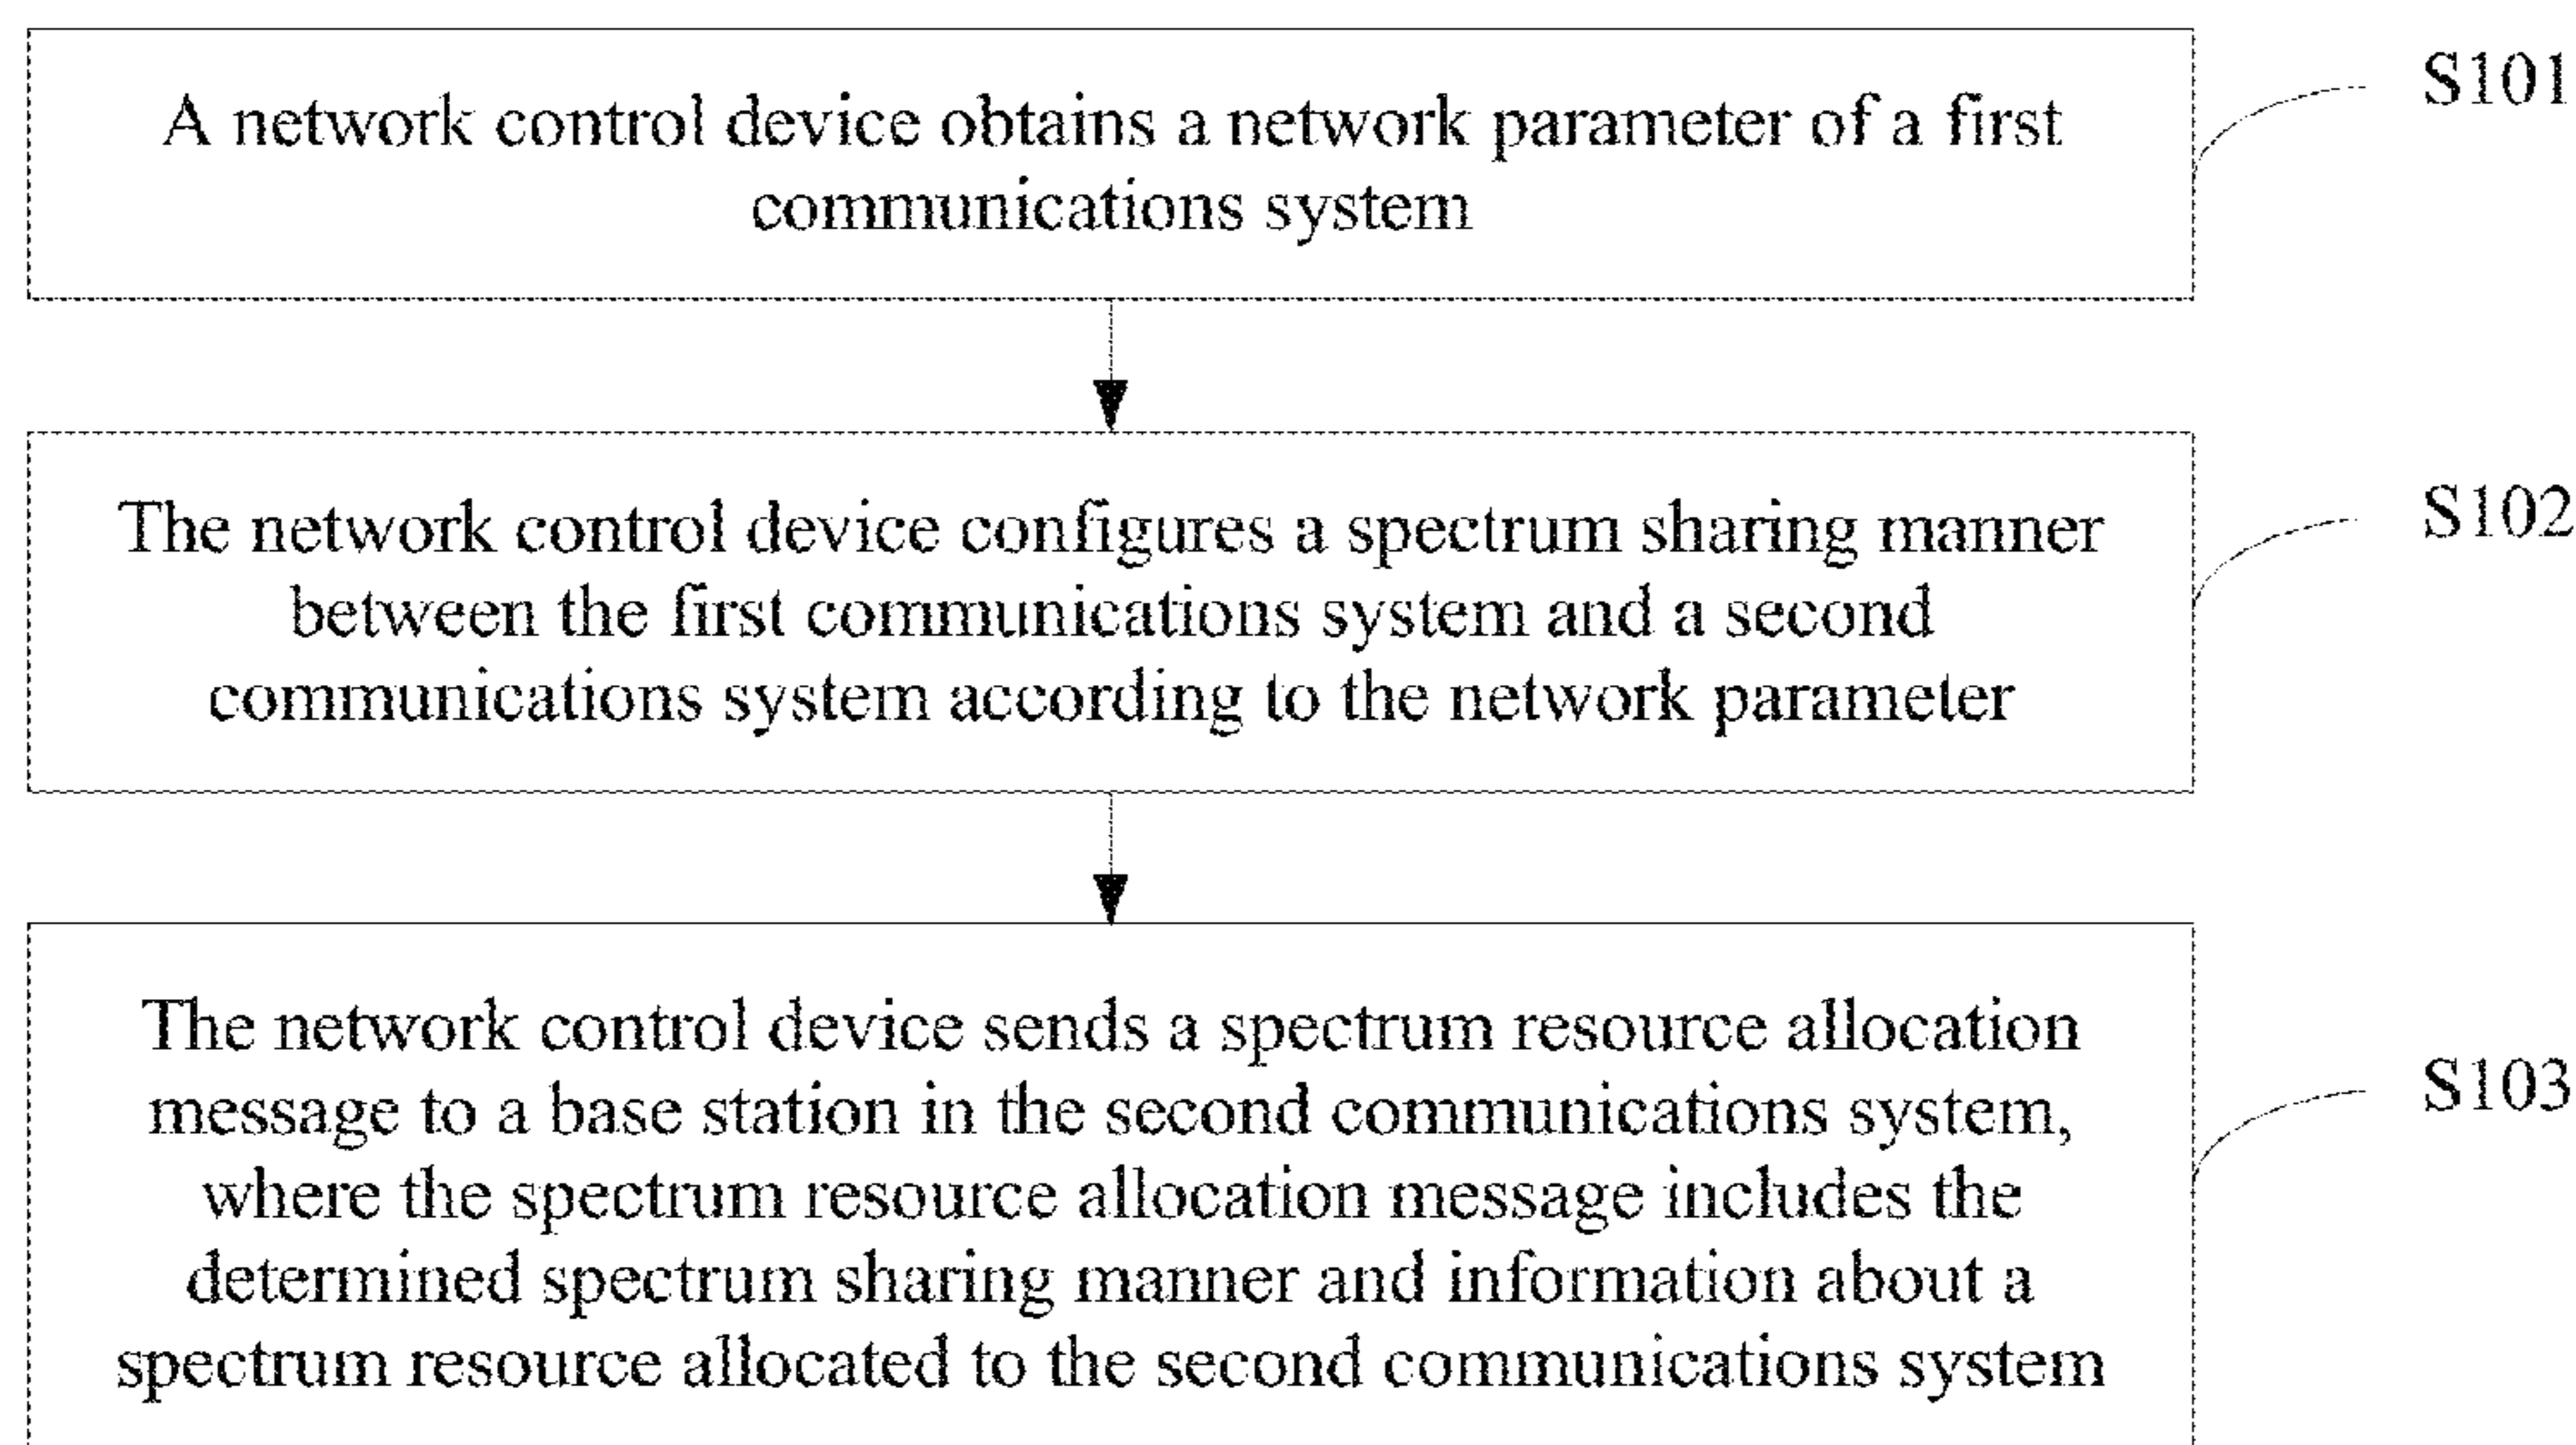 A network control device obtains a network parameter of a first
communications system
S101
The network control device configures a spectrum sharing manner
between the first communications system and a second
communications system according to the network parameter
S102
The network control device sends a spectrum resource allocation
message to a base station in the second communications system,
where the spectrum resource allocation message includes the
determined spectrum sharing manner and information about a
spectrum resource allocated to the second communications system
S103